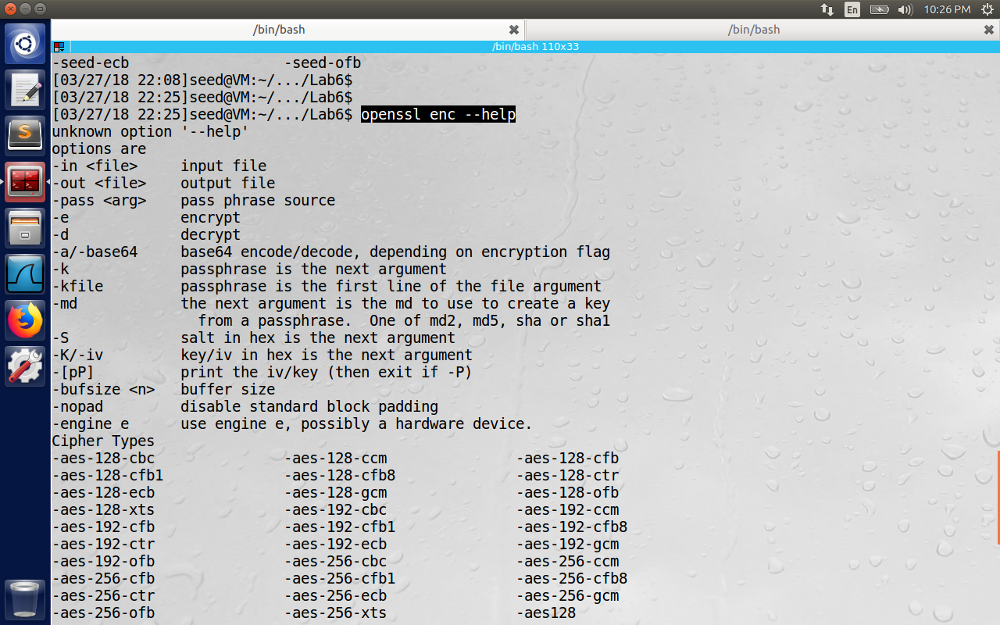 En 10:26 PM
/bin/bash /bin/bash
/bin/bash 110x33
-seed-ecb -seed-ofb
[03/27/18 22:08]seed@VM:~/.../Lab6$
[03/27/18 22:25]seed@VM:~/.../Lab6$
[03/27/18 22:25]seed@VM:~/.../Lab6$ openssl enc --help
unknown option '--help'
options are
-in <file> input file
-out <file> output file
-pass <arg> pass phrase source
-e encrypt
-d decrypt
-a/-base64 base64 encode/decode, depending on encryption flag
-k passphrase is the next argument
-kfile passphrase is the first line of the file argument
-md the next argument is the md to use to create a key
from a passphrase.  One of md2, md5, sha or sha1
-S salt in hex is the next argument
-K/-iv key/iv in hex is the next argument
-[pP] print the iv/key (then exit if -P)
-bufsize <n> buffer size
-nopad disable standard block padding
-engine e use engine e, possibly a hardware device.
Cipher Types
-aes-128-cbc -aes-128-ccm -aes-128-cfb
-aes-128-cfb1 -aes-128-cfb8 -aes-128-ctr
-aes-128-ecb -aes-128-gcm -aes-128-ofb
-aes-128-xts -aes-192-cbc -aes-192-ccm
-aes-192-cfb -aes-192-cfb1 -aes-192-cfb8
-aes-192-ctr -aes-192-ecb -aes-192-gcm
-aes-192-ofb -aes-256-cbc -aes-256-ccm
-aes-256-cfb -aes-256-cfb1 -aes-256-cfb8
-aes-256-ctr -aes-256-ecb -aes-256-gcm
-aes-256-ofb -aes-256-xts -aes128